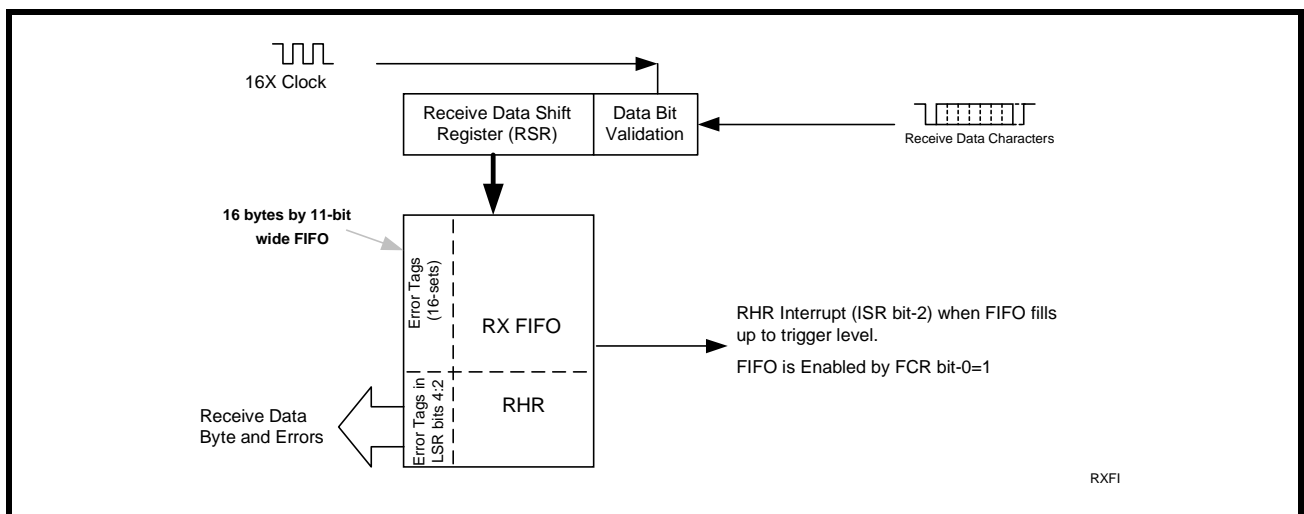 16X Clock
Receive Data Shift
Register (RSR)
Data Bit
Validation
Receive Data Characters
16 bytes by 11-bit
wide FIFO
Error Tags
(16-sets)
RX FIFO
RHR Interrupt (ISR bit-2) when FIFO fills
up to trigger level.
FIFO is Enabled by FCR bit-0=1
Error Tags in
LSR bits 4:2
RHR
Receive Data
Byte and Errors
RXFI